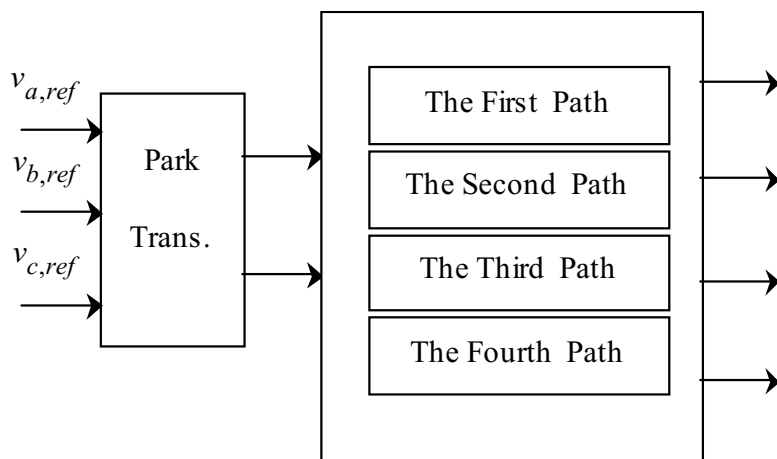 v_{a,ref}
v_{b,ref}
v_{c,ref}
Park
Trans.
The First Path
The Second Path
The Third Path
The Fourth Path